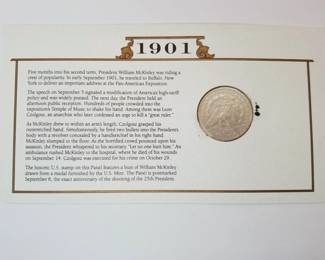 1901
Five months into his second term, President William McKinley was riding a
crest of popularity. In early September 1901, he traveled to Buffalo, New
York to deliver an important address at the Pan-American Exposition.
The speech on September 5 signaled a modification of American high-tariff
policy and was widely praised. The next day, the President held an
afternoon public reception. Hundreds of people crowded into the
exposition's Temple of Music to shake his hand. Among them was Leon
Czolgosz, an anarchist who later confessed an urge to kill a "great ruler."
As McKinley drew to within an arm's length, Czolgosz grasped his
outstretched hand. Simultaneously, he fired two bullets into the President's
body with a revolver concealed by a handkerchief in his right hand.
McKinley slumped to the floor. As the horrified crowd pounced upon his
assassin, the President whispered to his secretary, "Let no one hurt him." An
ambulance rushed McKinley to the hospital, where he died of his wounds
on September 14. Czolgosz was executed for his crime on October 29.
The historic U.S. stamp on this Panel features a bust of William McKinley
drawn from a medal furnished by the U.S. Mint. The Panel is postmarked
September 6, the exact anniversary of the shooting of the 25th President.